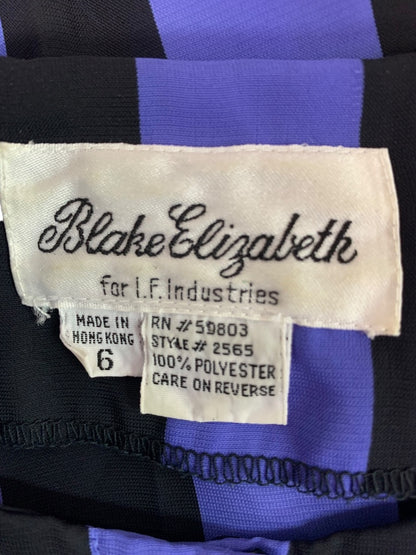 Blake Elizabeth
for I.F. Industries
MADE IN
HONG KONG
6
RN # 59803
STYLE # 2565
100% POLYESTER
CARE ON REVERSE